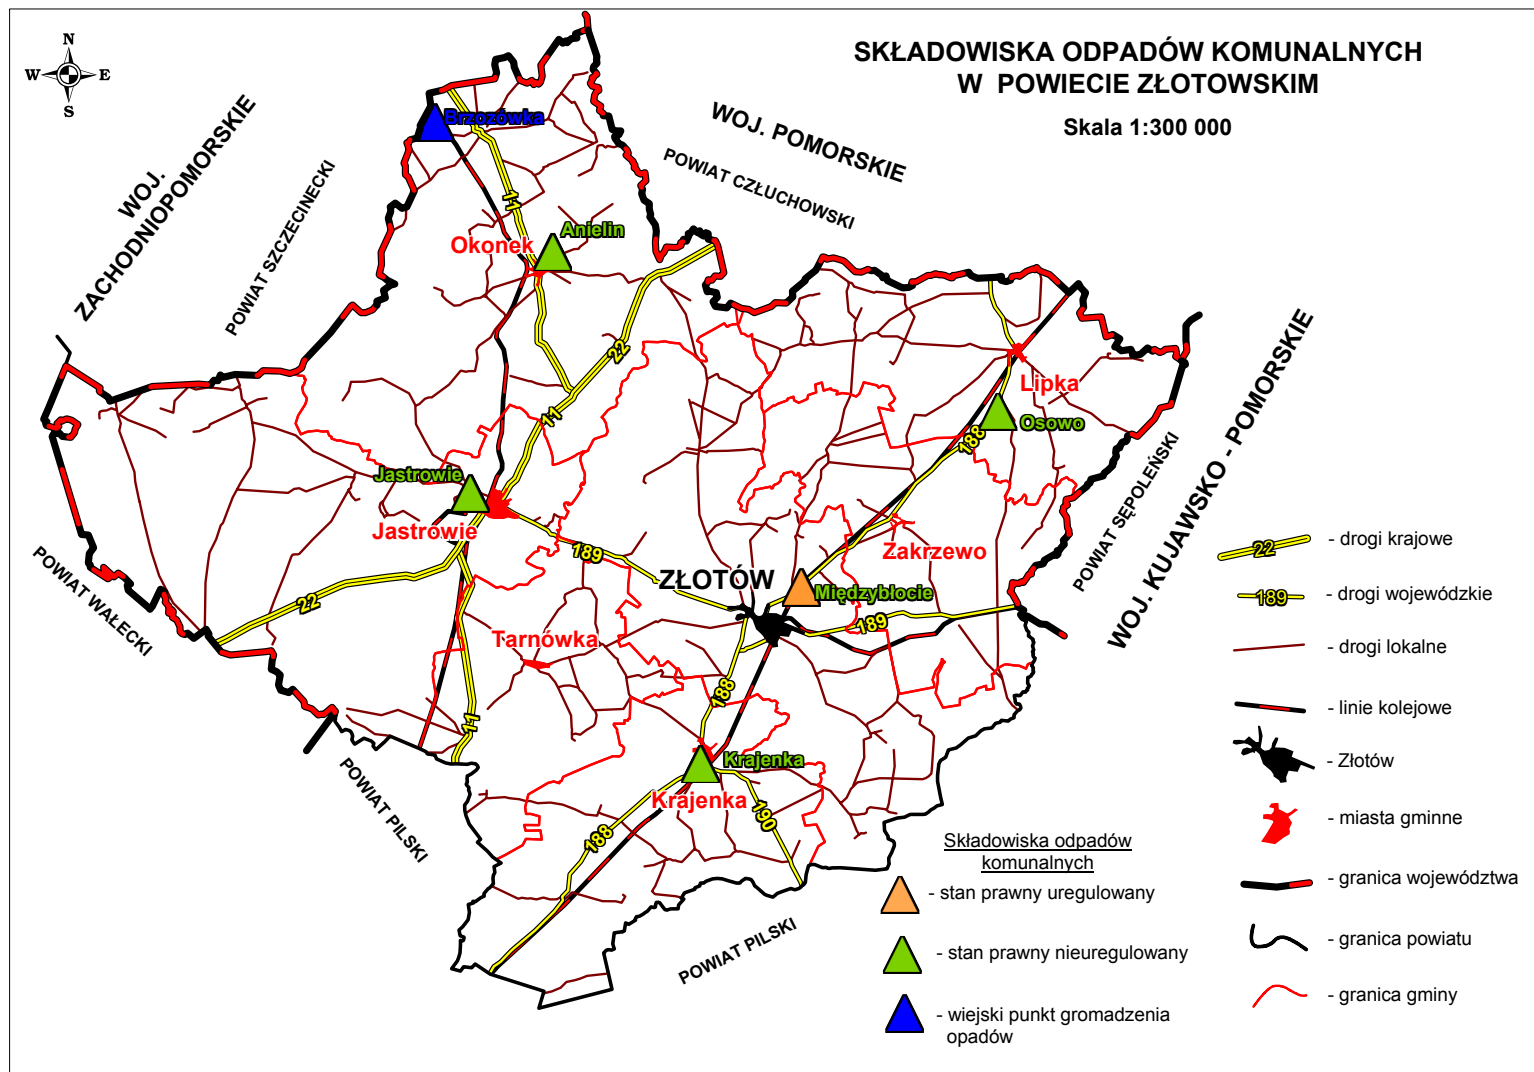 N
W E
S
SKŁADOWISKA ODPADÓW KOMUNALNYCH
W POWIECIE ZŁOTOWSKIM
Skala 1:300 000
WOJ.
ZACHODNIOPOMORSKIE
POWIAT SZCZECINECKI
WOJ. POMORSKIE
POWIAT CZŁUCHOWSKI
Brzozówka
11
Anielin
Okonek
22
11
Lipka
Osowo
188
Jastrowie
Jastrowie
189
Zakrzewo
ZŁOTÓW
Międzybłocie
189
22
Tarnówka
188
11
Krajenka
Krajenka
190
188
POWIAT WAŁECKI
POWIAT PILSKI
POWIAT PILSKI
POWIAT SĘPOLEŃSKI
WOJ. KUJAWSKO - POMORSKIE
Składowiska odpadów
komunalnych
- stan prawny uregulowany
- stan prawny nieuregulowany
- wiejski punkt gromadzenia
opadów
22 - drogi krajowe
189 - drogi wojewódzkie
- drogi lokalne
- linie kolejowe
- Złotów
- miasta gminne
- granica województwa
- granica powiatu
- granica gminy